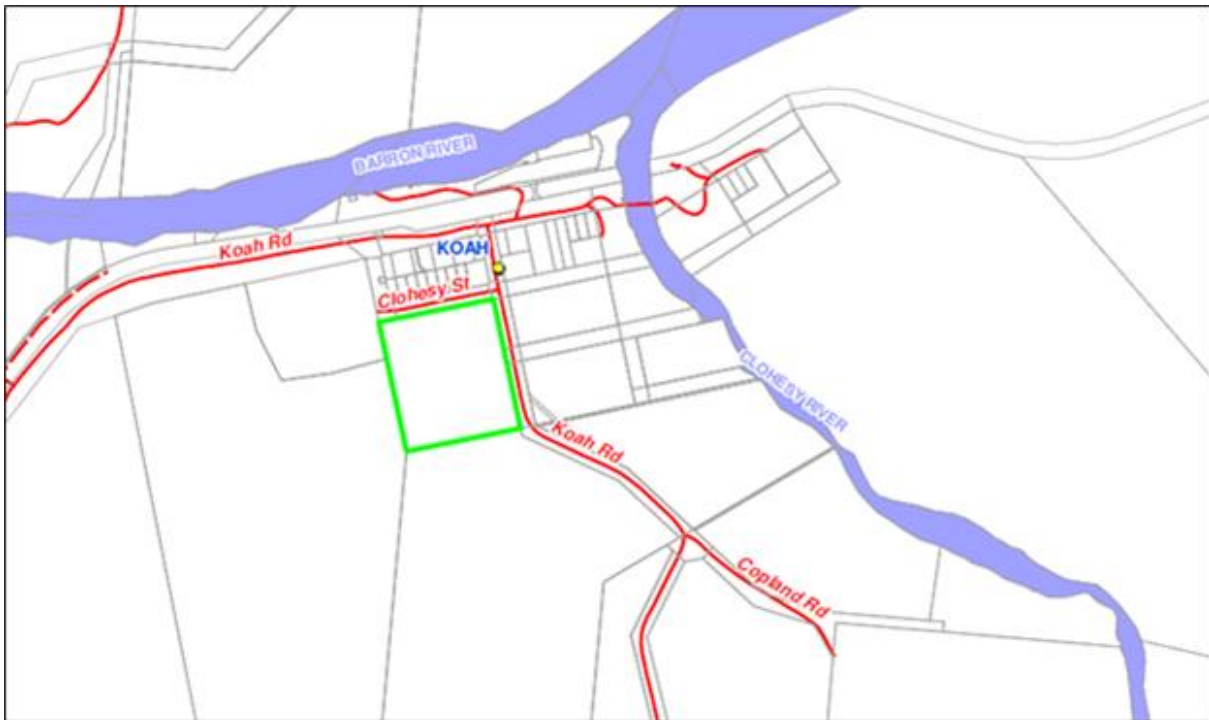 BARRON RIVER
Koah Rd
KOAH
Clohesy St
CLOHESY RIVER
Koah Rd
Copland Rd